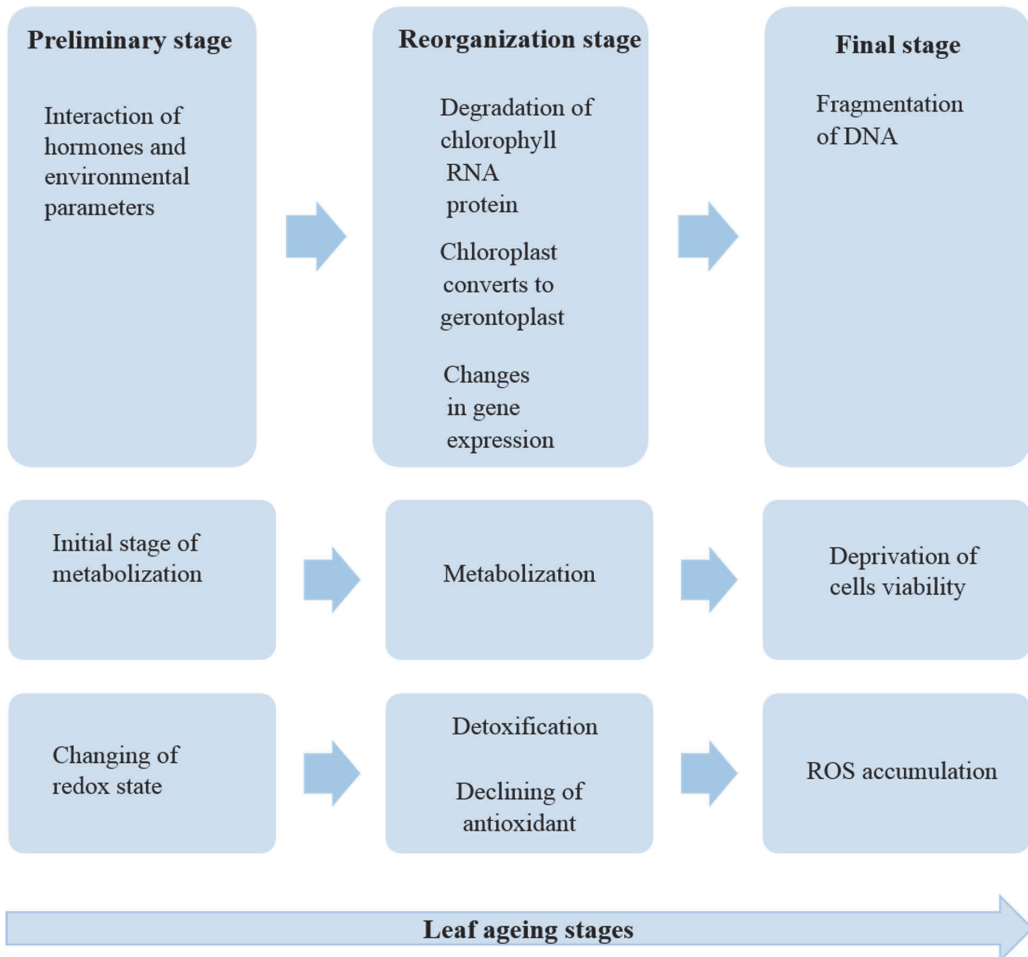 Preliminary stage
Interaction of
hormones and
environmental
parameters
Reorganization stage
Degradation of
chlorophyll
RNA
protein
Chloroplast
converts to
gerontoplast
Changes
in gene
expression
Final stage
Fragmentation
of DNA
Initial stage of
metabolization
Metabolization
Deprivation of
cells viability
Changing of
redox state
Detoxification
Declining of
antioxidant
ROS accumulation
Leaf ageing stages